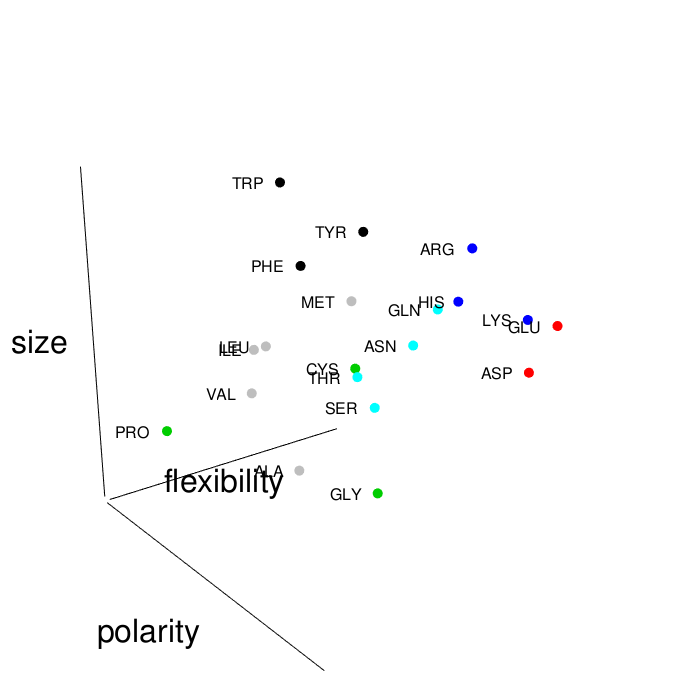 TRP
TYR
ARG
PHE
MET
HIS
GLN
LYS
GLU
size
LEU
ILE
ASN
CYS
THR
ASP
VAL
SER
PRO
ALA
flexibility
GLY
polarity